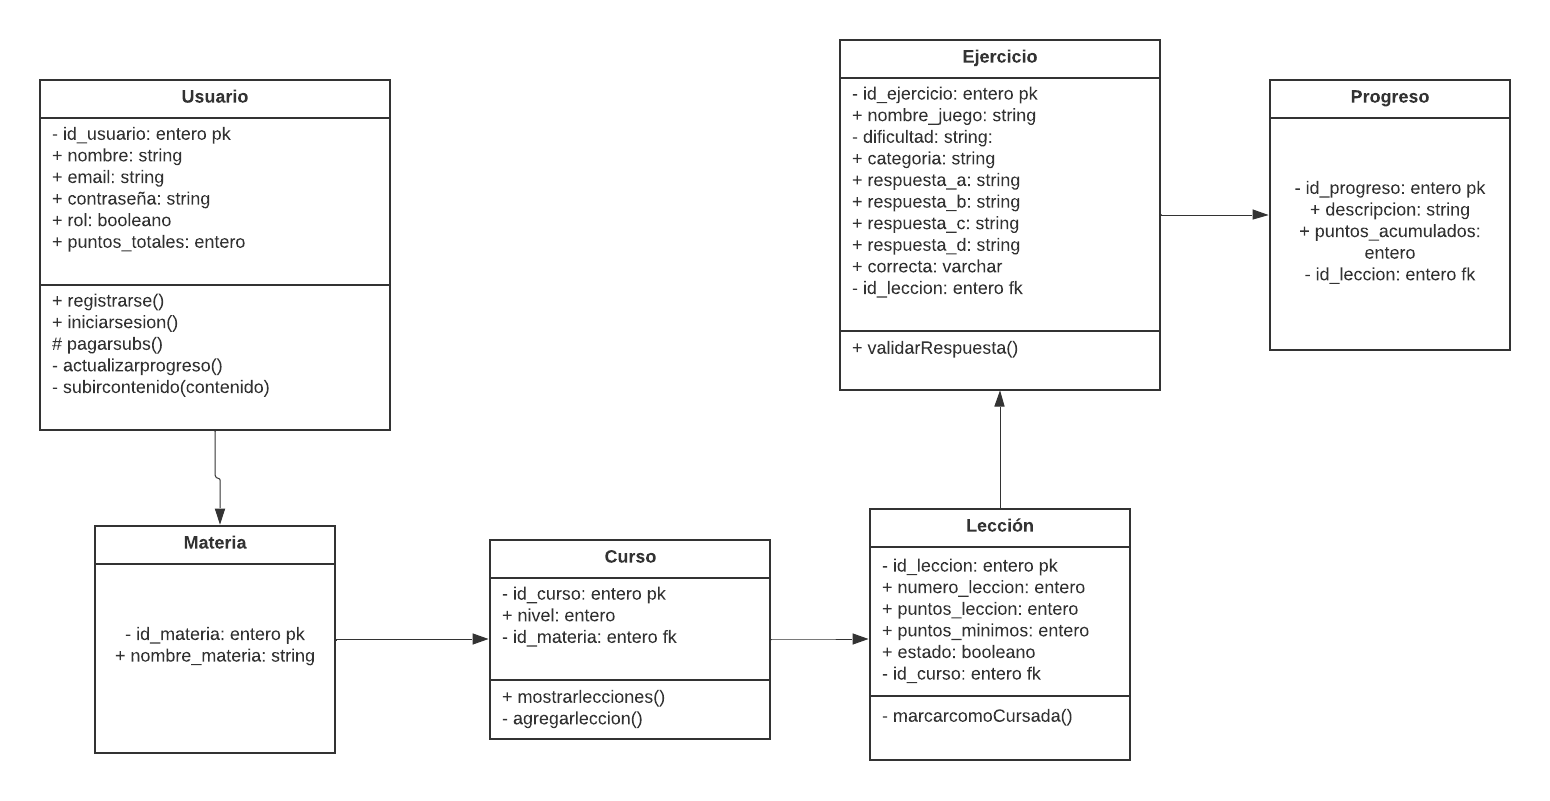 Usuario
- id_usuario: entero pk
+ nombre: string
+ email: string
+ contraseña: string
+ rol: booleano
+ puntos_totales: entero
+ registrarse()
+ iniciarsesion()
# pagarsubs()
- actualizarprogreso()
- subircontenido(contenido)
Materia
- id_materia: entero pk
+ nombre_materia: string
Curso
- id_curso: entero pk
+ nivel: entero
- id_materia: entero fk
+ mostrarlecciones()
- agregarleccion()
Lección
- id_leccion: entero pk
+ numero_leccion: entero
+ puntos_leccion: entero
+ puntos_minimos: entero
+ estado: booleano
- id_curso: entero fk
- marcarcomoCursada()
Ejercicio
- id_ejercicio: entero pk
+ nombre_juego: string
- dificultad: string:
+ categoria: string
+ respuesta_a: string
+ respuesta_b: string
+ respuesta_c: string
+ respuesta_d: string
+ correcta: varchar
- id_leccion: entero fk
+ validarRespuesta()
Progreso
- id_progreso: entero pk
+ descripcion: string
+ puntos_acumulados:
entero
- id_leccion: entero fk